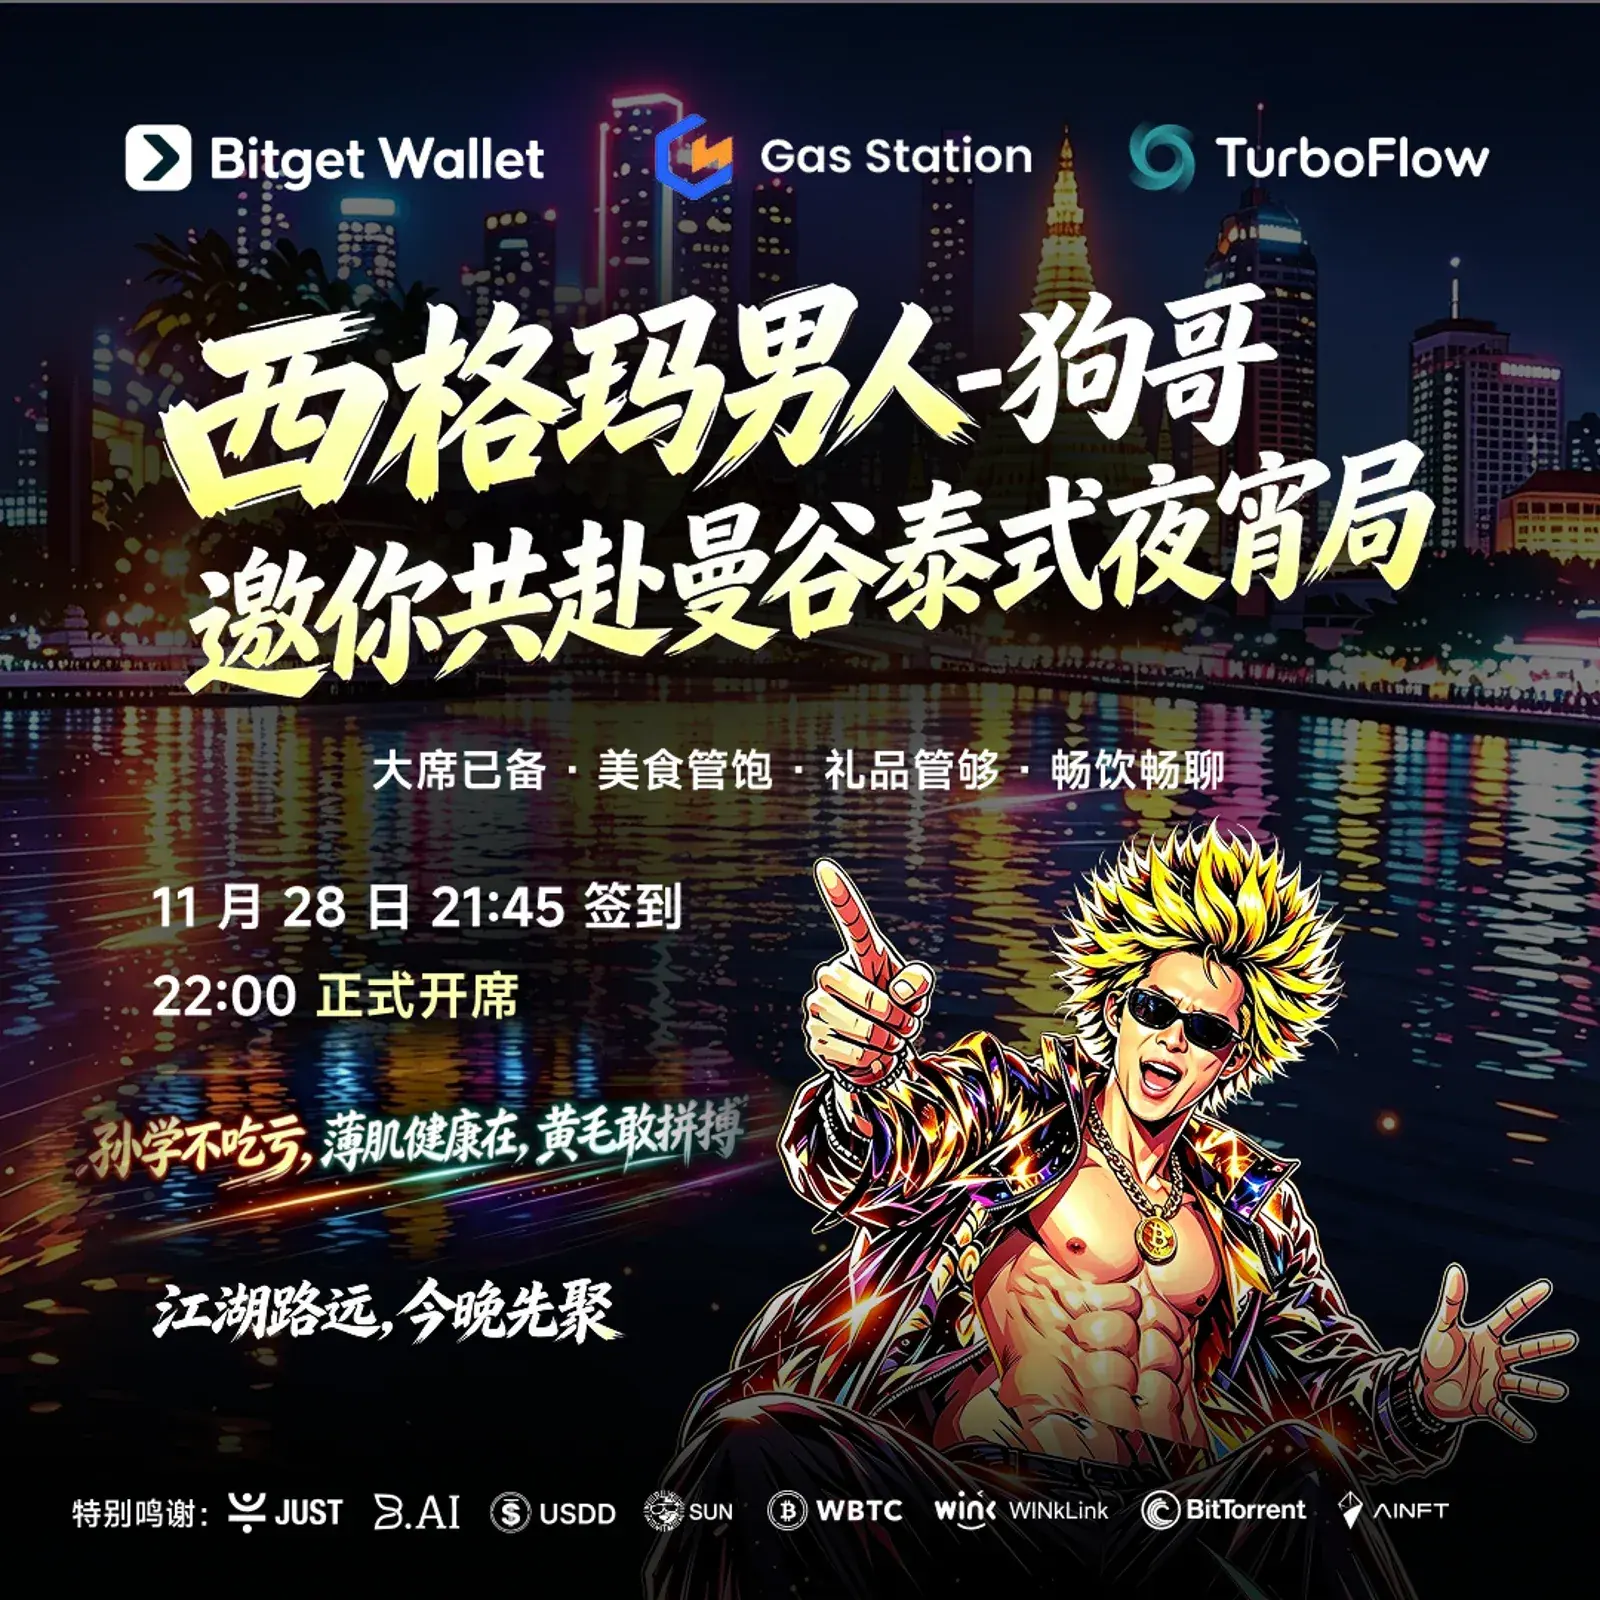 Bitget Wallet Gas Station TurboFlow
西格玛男人-狗哥
邀你共赴曼谷泰式夜宵局
大席已备 · 美食管饱 · 礼品管够 · 畅饮畅聊
11 月 28 日 21:45 签到
22:00 正式开席
孙学不吃亏,薄肌健康在,黄毛敢拼搏
江湖路远,今晚先聚
特别鸣谢: JUST B.AI USDD SUN WBTC WINk WINkLink BitTorrent AINFT